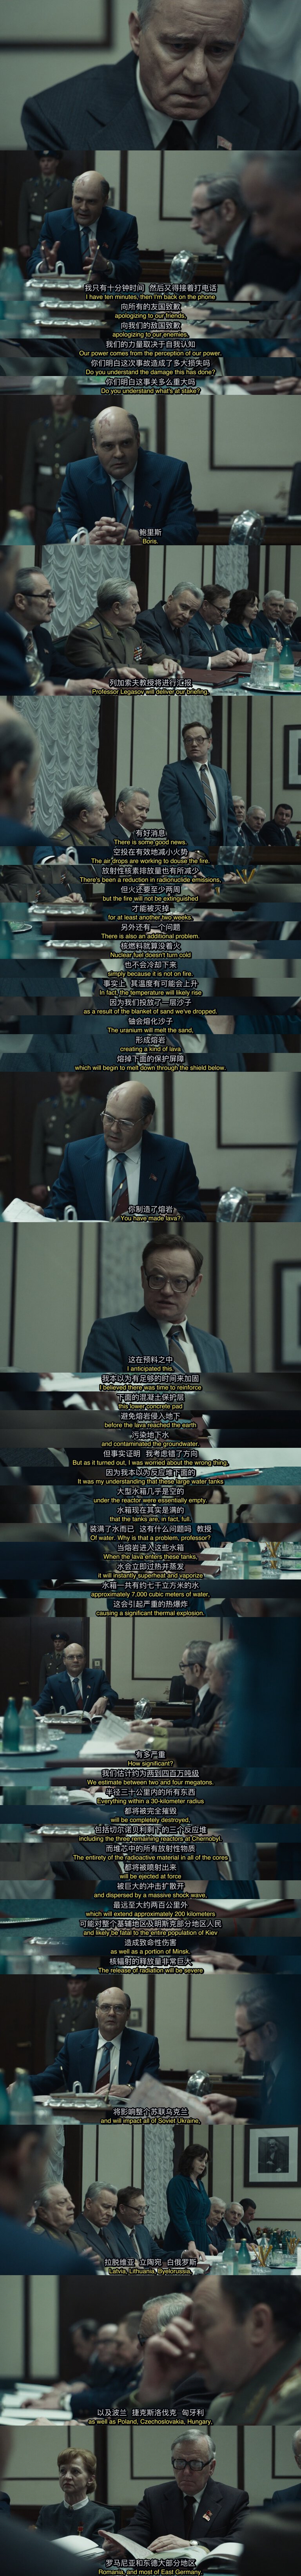 我只有十分钟时间 然后又得接着打电话
I have ten minutes, then I'm back on the phone
向所有的友国致歉
apologizing to our friends,
向我们的敌国致歉
apologizing to our enemies.
我们的力量取决于自我认知
Our power comes from the perception of our power.
你们明白这次事故造成了多大损失吗
Do you understand the damage this has done?
你们明白这事关多么重大吗
Do you understand what's at stake?
鲍里斯
Boris.
列加索夫教授将进行汇报
Professor Legasov will deliver our briefing.
有好消息
There is some good news.
空投在有效地减小火势
The air drops are working to douse the fire.
放射性核素排放量也有所减少
There's been a reduction in radionuclide emissions,
但火还要至少两周
but the fire will not be extinguished
才能被灭掉
for at least another two weeks.
另外还有一个问题
There is also an additional problem.
核燃料就算没着火
Nuclear fuel doesn't turn cold
也不会冷却下来
simply because it is not on fire.
事实上 其温度有可能会上升
In fact, the temperature will likely rise
因为我们投放了一层沙子
as a result of the blanket of sand we've dropped.
铀会熔化沙子
The uranium will melt the sand,
形成熔岩
creating a kind of lava
熔掉下面的保护屏障
which will begin to melt down through the shield below.
你制造了熔岩
You have made lava?
这在预料之中
I anticipated this.
我本以为有足够的时间来加固
I believed there was time to reinforce
下面的混凝土保护层
this lower concrete pad
避免熔岩侵入地下
before the lava reached the earth
污染地下水
and contaminated the groundwater.
但事实证明 我考虑错了方向
But as it turned out, I was worried about the wrong thing.
因为我本以为反应堆下面的
It was my understanding that these large water tanks
大型水箱几乎是空的
under the reactor were essentially empty.
水箱现在其实是满的
that the tanks are, in fact, full.
装满了水而已 这有什么问题吗 教授
Of water. Why is that a problem, professor?
当熔岩进入这些水箱
When the lava enters these tanks,
水会立即过热并蒸发
it will instantly superheat and vaporize
水箱一共有约七千立方米的水
approximately 7,000 cubic meters of water,
这会引起严重的热爆炸
causing a significant thermal explosion.
有多严重
How significant?
我们估计约为两到四百万吨级
We estimate between two and four megatons.
半径三十公里内的所有东西
Everything within a 30-kilometer radius
都将被完全摧毁
will be completely destroyed,
包括切尔诺贝利剩下的三个反应堆
including the three remaining reactors at Chernobyl.
而堆芯中的所有放射性物质
The entirety of the radioactive material in all of the cores
都将被喷射出来
will be ejected at force
被巨大的冲击扩散开
and dispersed by a massive shock wave,
最远至大约两百公里外
which will extend approximately 200 kilometers
可能对整个基辅地区及明斯克部分地区人民
and likely be fatal to the entire population of Kiev
造成致命性伤害
as well as a portion of Minsk.
核辐射的释放量非常巨大
The release of radiation will be severe
将影响整个苏联乌克兰
and will impact all of Soviet Ukraine,
拉脱维亚 立陶宛 白俄罗斯
Latvia, Lithuania, Byelorussia,
以及波兰 捷克斯洛伐克 匈牙利
as well as Poland, Czechoslovakia, Hungary,
罗马尼亚和东德大部分地区
Romania, and most of East Germany.